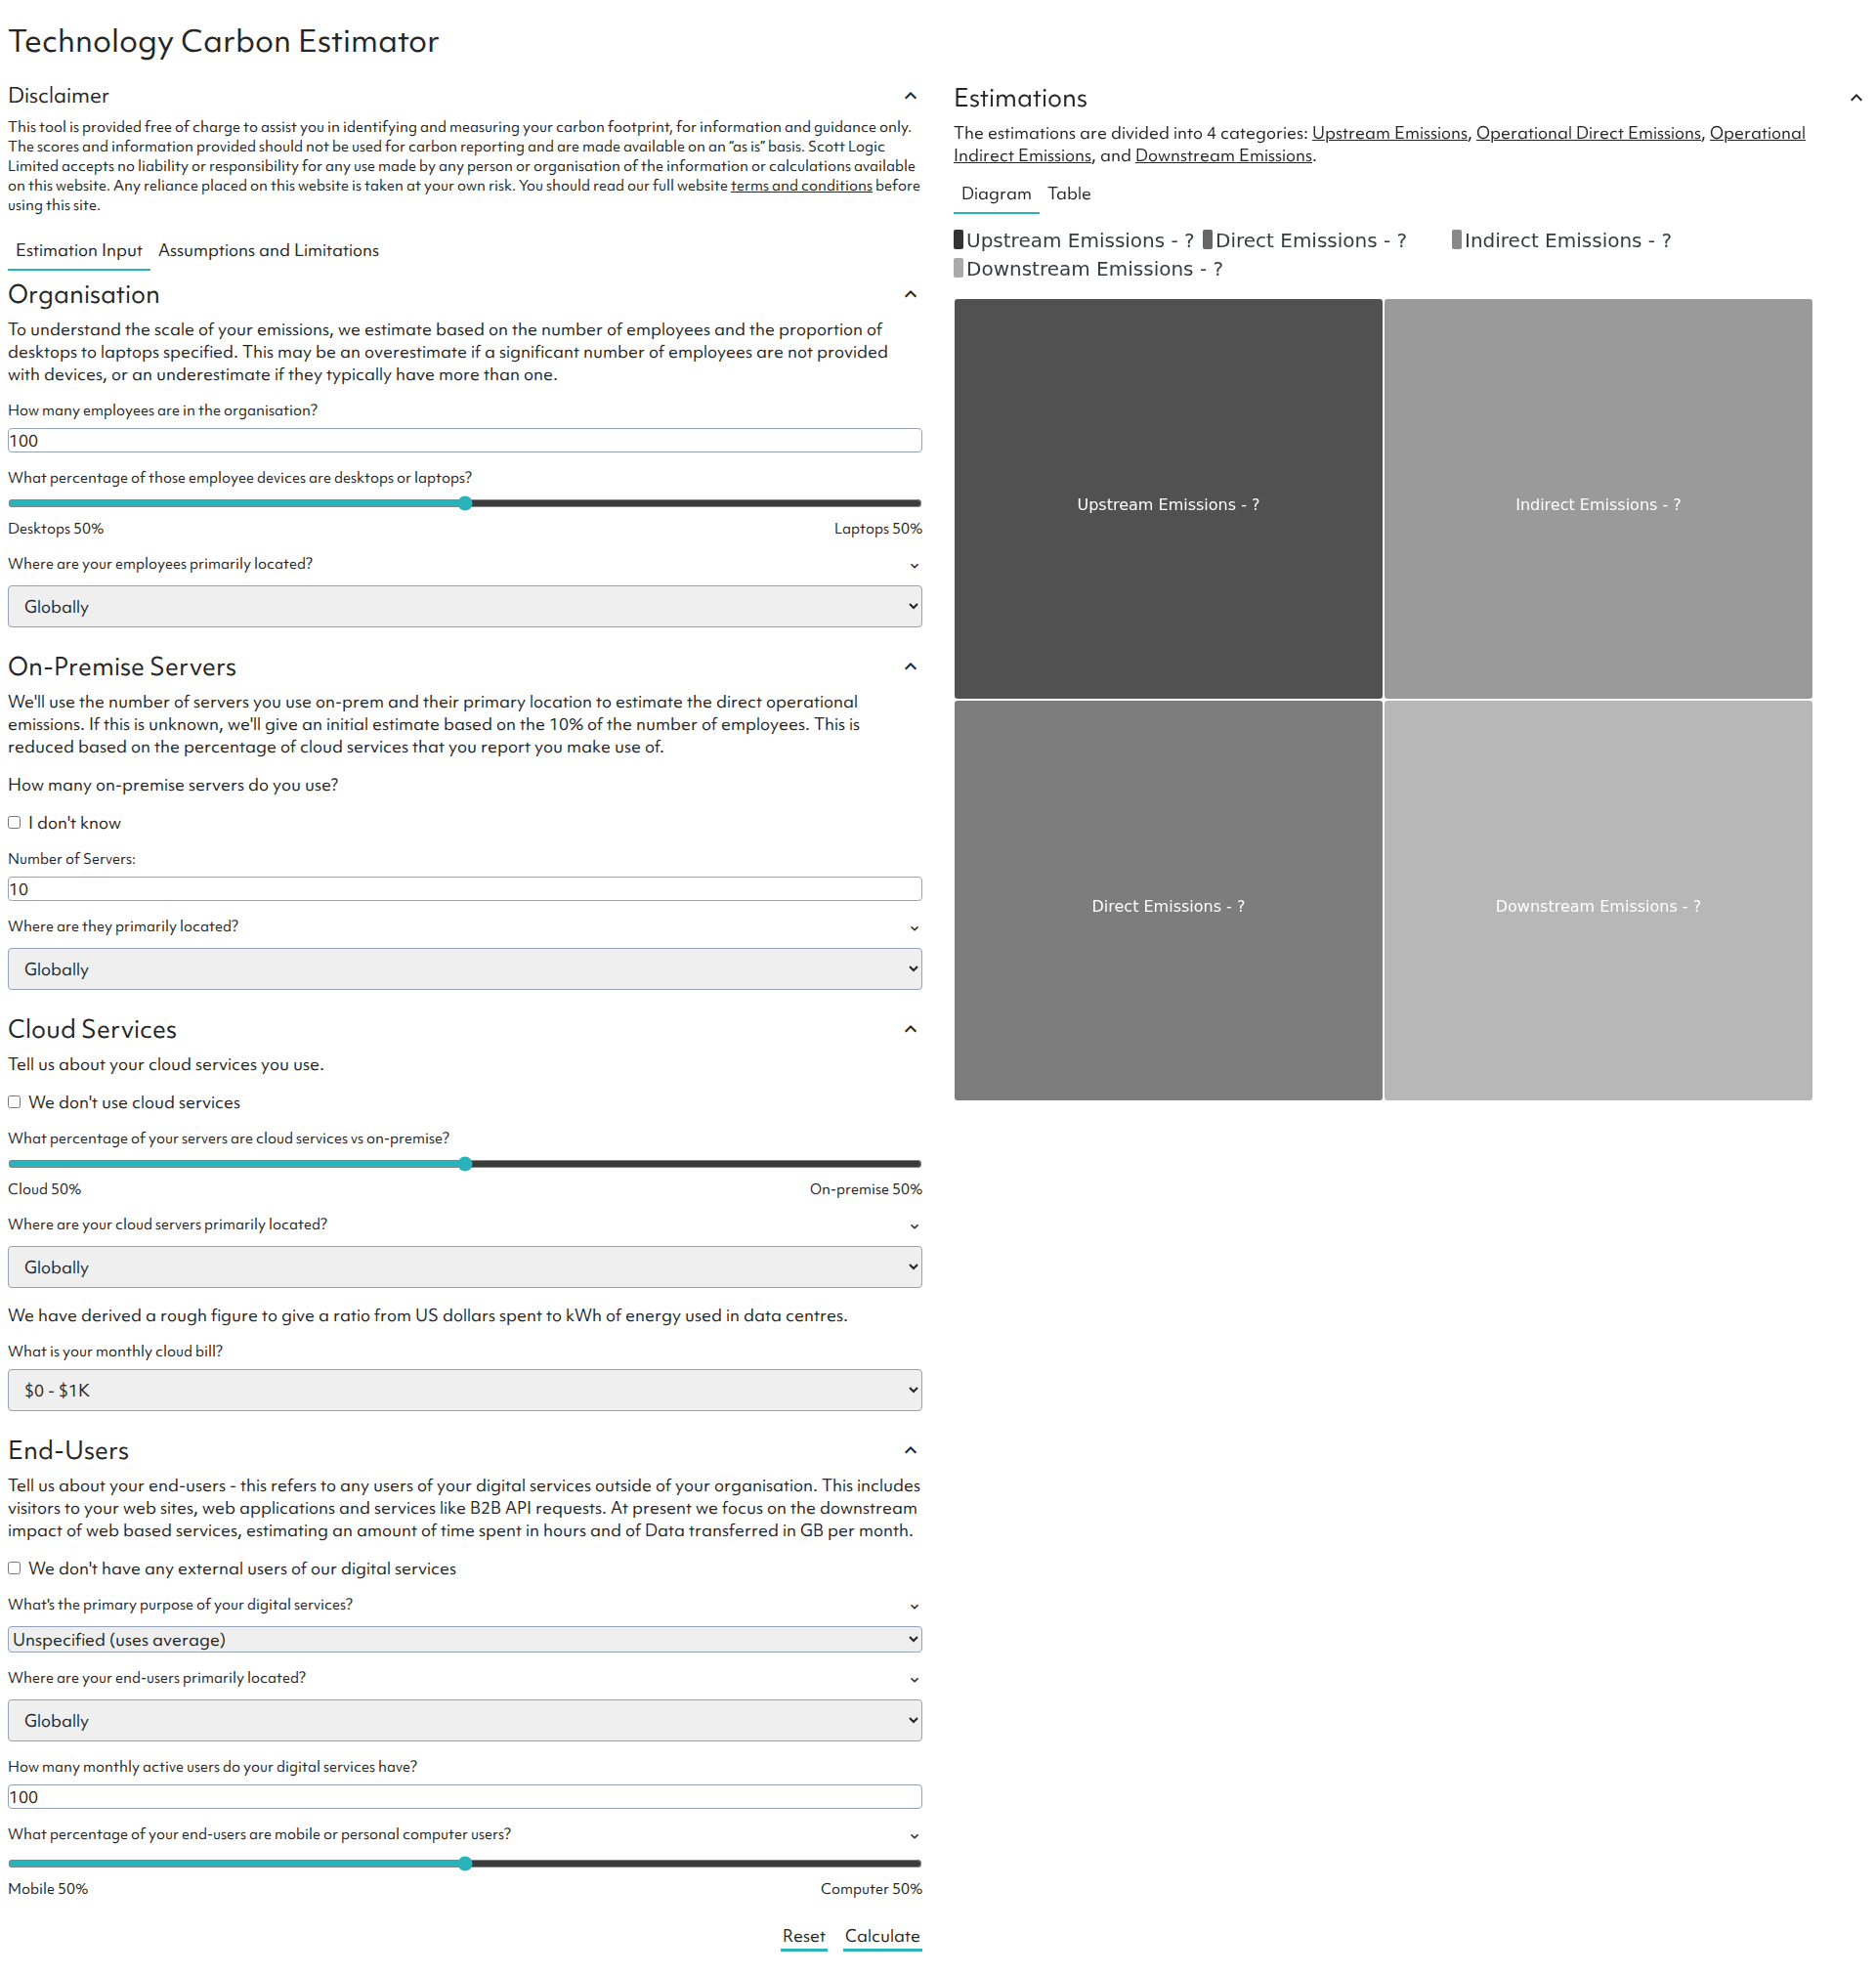 Technology Carbon Estimator
Disclaimer
This tool is provided free of charge to assist you in identifying and measuring your carbon footprint, for information and guidance only.
The scores and information provided should not be used for carbon reporting and are made available on an “as is” basis. Scott Logic
Limited accepts no liability or responsibility for any use made by any person or organisation of the information or calculations available
on this website. Any reliance placed on this website is taken at your own risk. You should read our full website terms and conditions before
using this site.
Estimation Input Assumptions and Limitations
Organisation
To understand the scale of your emissions, we estimate based on the number of employees and the proportion of
desktops to laptops specified. This may be an overestimate if a significant number of employees are not provided
with devices, or an underestimate if they typically have more than one.
How many employees are in the organisation?
100
What percentage of those employee devices are desktops or laptops?
Desktops 50% Laptops 50%
Where are your employees primarily located?
Globally
On-Premise Servers
We'll use the number of servers you use on-prem and their primary location to estimate the direct operational
emissions. If this is unknown, we'll give an initial estimate based on the 10% of the number of employees. This is
reduced based on the percentage of cloud services that you report you make use of.
How many on-premise servers do you use?
I don't know
Number of Servers:
10
Where are they primarily located?
Globally
Cloud Services
Tell us about your cloud services you use.
We don't use cloud services
What percentage of your servers are cloud services vs on-premise?
Cloud 50% On-premise 50%
Where are your cloud servers primarily located?
Globally
We have derived a rough figure to give a ratio from US dollars spent to kWh of energy used in data centres.
What is your monthly cloud bill?
$0 - $1K
End-Users
Tell us about your end-users - this refers to any users of your digital services outside of your organisation. This includes
visitors to your web sites, web applications and services like B2B API requests. At present we focus on the downstream
impact of web based services, estimating an amount of time spent in hours and of Data transferred in GB per month.
We don't have any external users of our digital services
What's the primary purpose of your digital services?
Unspecified (uses average)
Where are your end-users primarily located?
Globally
How many monthly active users do your digital services have?
100
What percentage of your end-users are mobile or personal computer users?
Mobile 50% Computer 50%
Reset Calculate
Estimations
The estimations are divided into 4 categories: Upstream Emissions, Operational Direct Emissions, Operational
Indirect Emissions, and Downstream Emissions.
Diagram Table
Upstream Emissions - ? Direct Emissions - ? Indirect Emissions - ?
Downstream Emissions - ?
Upstream Emissions - ? Indirect Emissions - ?
Direct Emissions - ? Downstream Emissions - ?